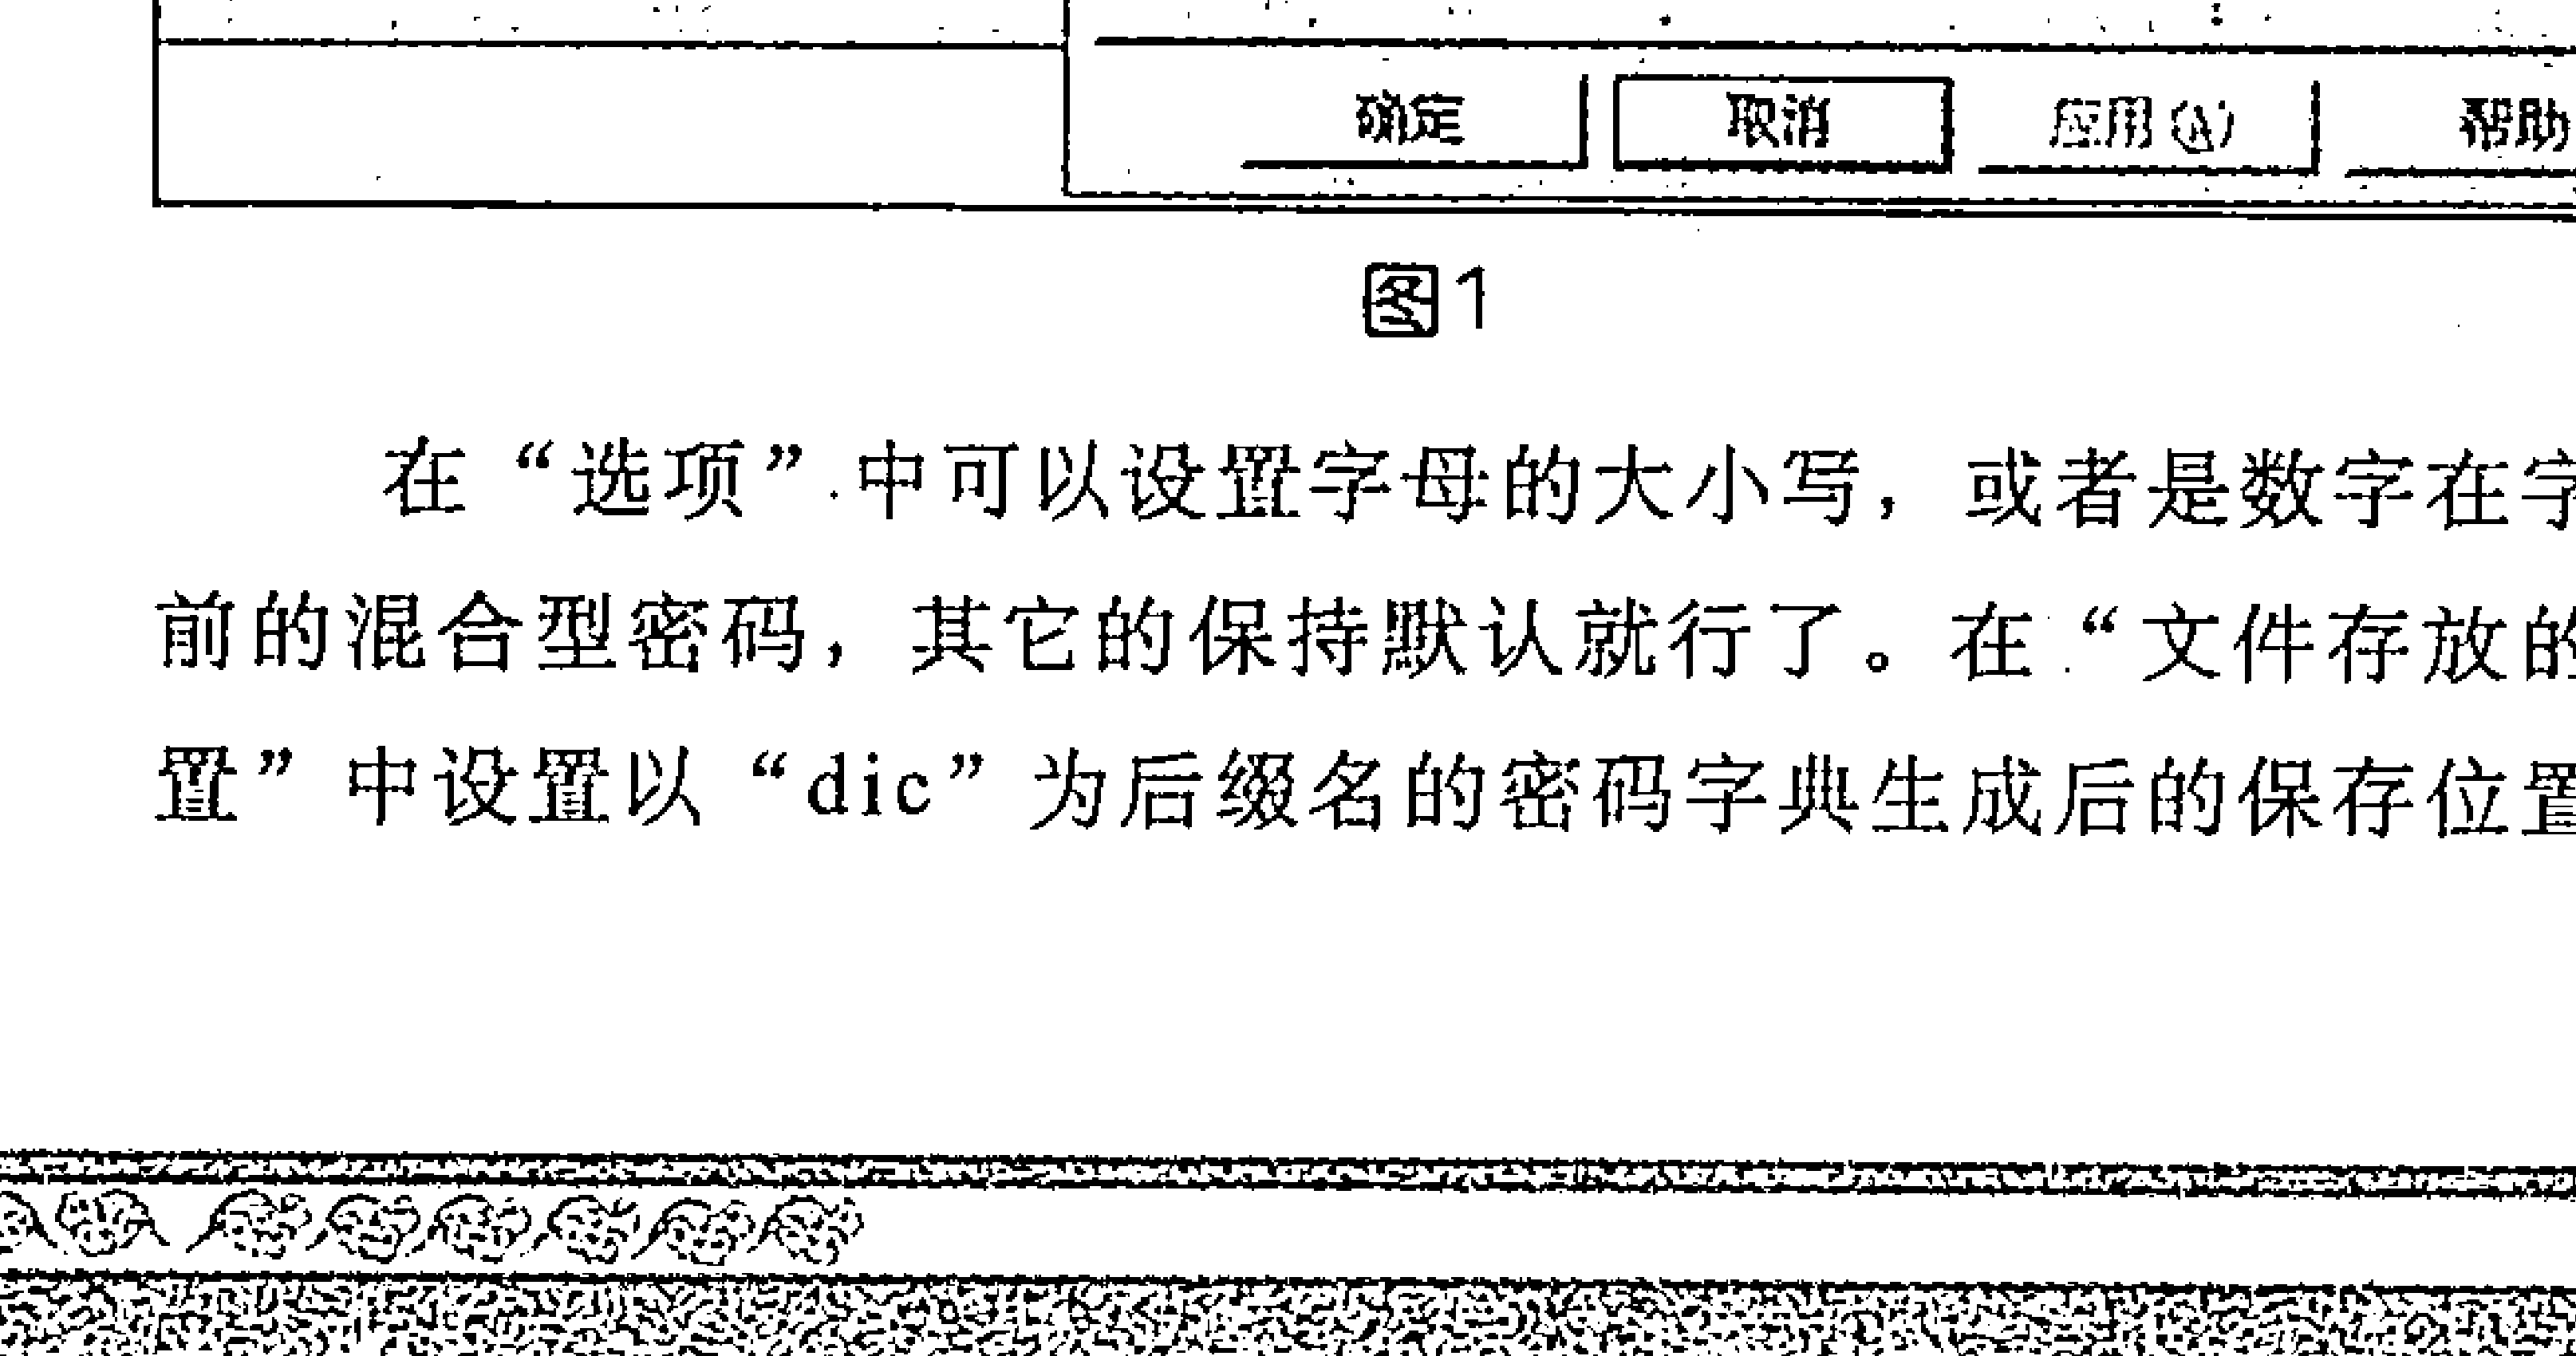 确定 取消 应用(A) 帮助
图1
在“选项”中可以设置字母的大小写，或者是数字在字
前的混合型密码，其它的保持默认就行了。在“文件存放的
置”中设置以“dic”为后缀名的密码字典生成后的保存位置